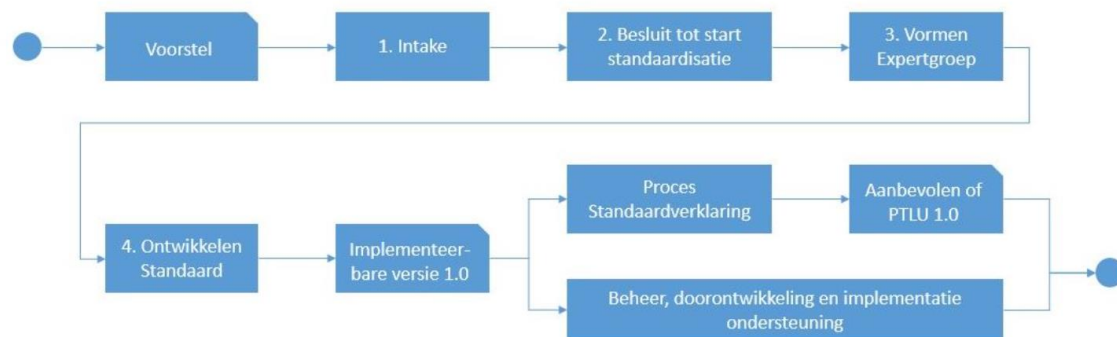 Voorstel
1. Intake
2. Besluit tot start
standaardisatie
3. Vormen
Expertgroep
4. Ontwikkelen
Standaard
Implementeer-
bare versie 1.0
Proces
Standaardverklaring
Aanbevolen of
PTLU 1.0
Beheer, doorontwikkeling en implementatie
ondersteuning